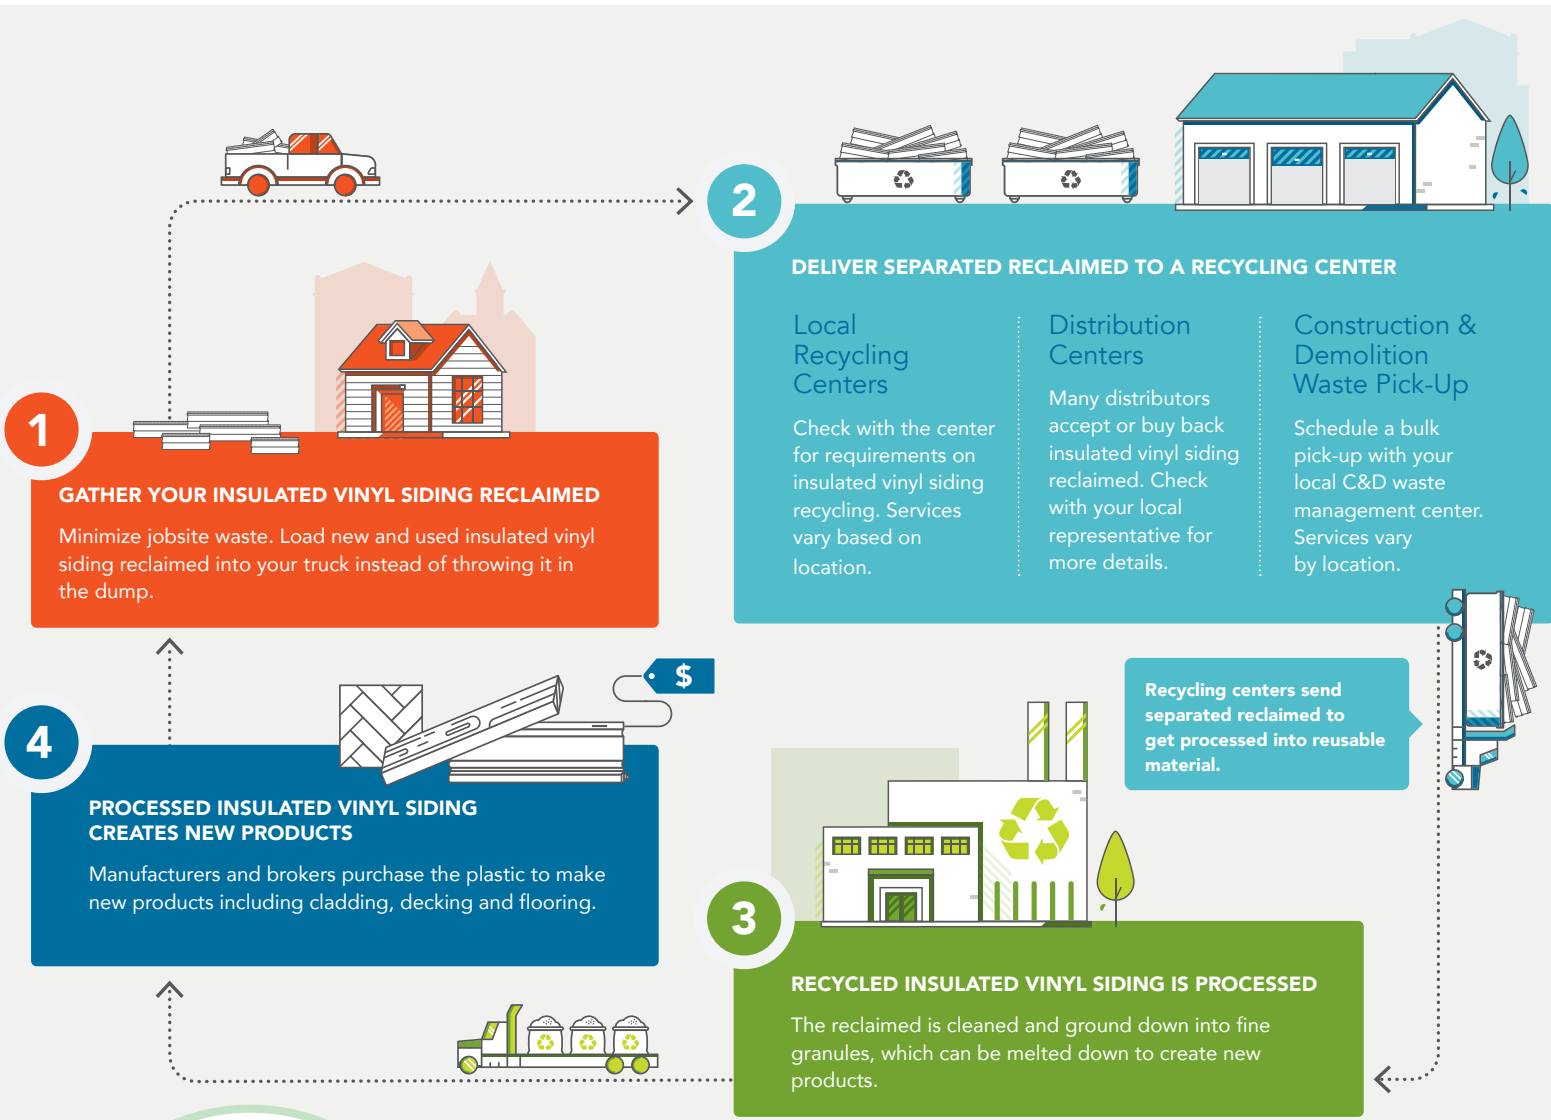 1
GATHER YOUR INSULATED VINYL SIDING RECLAIMED
Minimize jobsite waste. Load new and used insulated vinyl
siding reclaimed into your truck instead of throwing it in
the dump.
2
DELIVER SEPARATED RECLAIMED TO A RECYCLING CENTER
Local
Recycling
Centers
Check with the center
for requirements on
insulated vinyl siding
recycling. Services
vary based on
location.
Distribution
Centers
Many distributors
accept or buy back
insulated vinyl siding
reclaimed. Check
with your local
representative for
more details.
Construction &
Demolition
Waste Pick-Up
Schedule a bulk
pick-up with your
local C&D waste
management center.
Services vary
by location.
Recycling centers send
separated reclaimed to
get processed into reusable
material.
3
RECYCLED INSULATED VINYL SIDING IS PROCESSED
The reclaimed is cleaned and ground down into fine
granules, which can be melted down to create new
products.
4
$
PROCESSED INSULATED VINYL SIDING
CREATES NEW PRODUCTS
Manufacturers and brokers purchase the plastic to make
new products including cladding, decking and flooring.